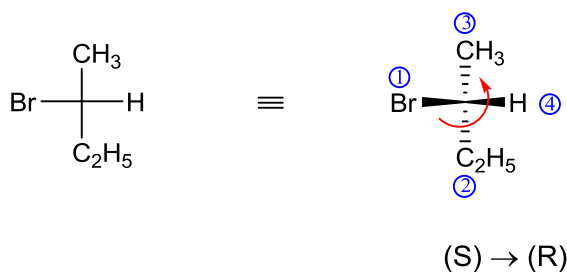 CH₃
Br H
C₂H₅
≡
③
CH₃
① Br H ④
C₂H₅
②
(S) → (R)